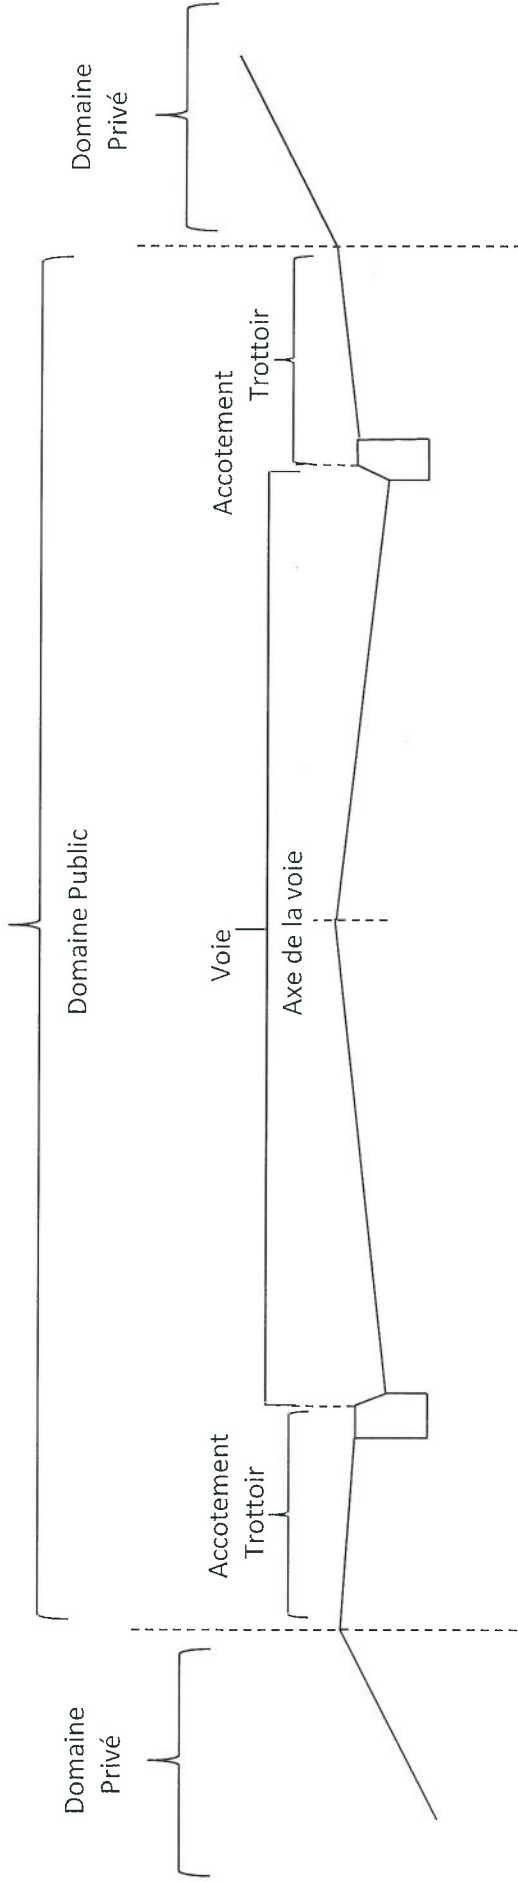 Domaine Public
Domaine
Privé
Domaine
Privé
Accotement
Trottoir
Voie
Accotement
Trottoir
Axe de la voie